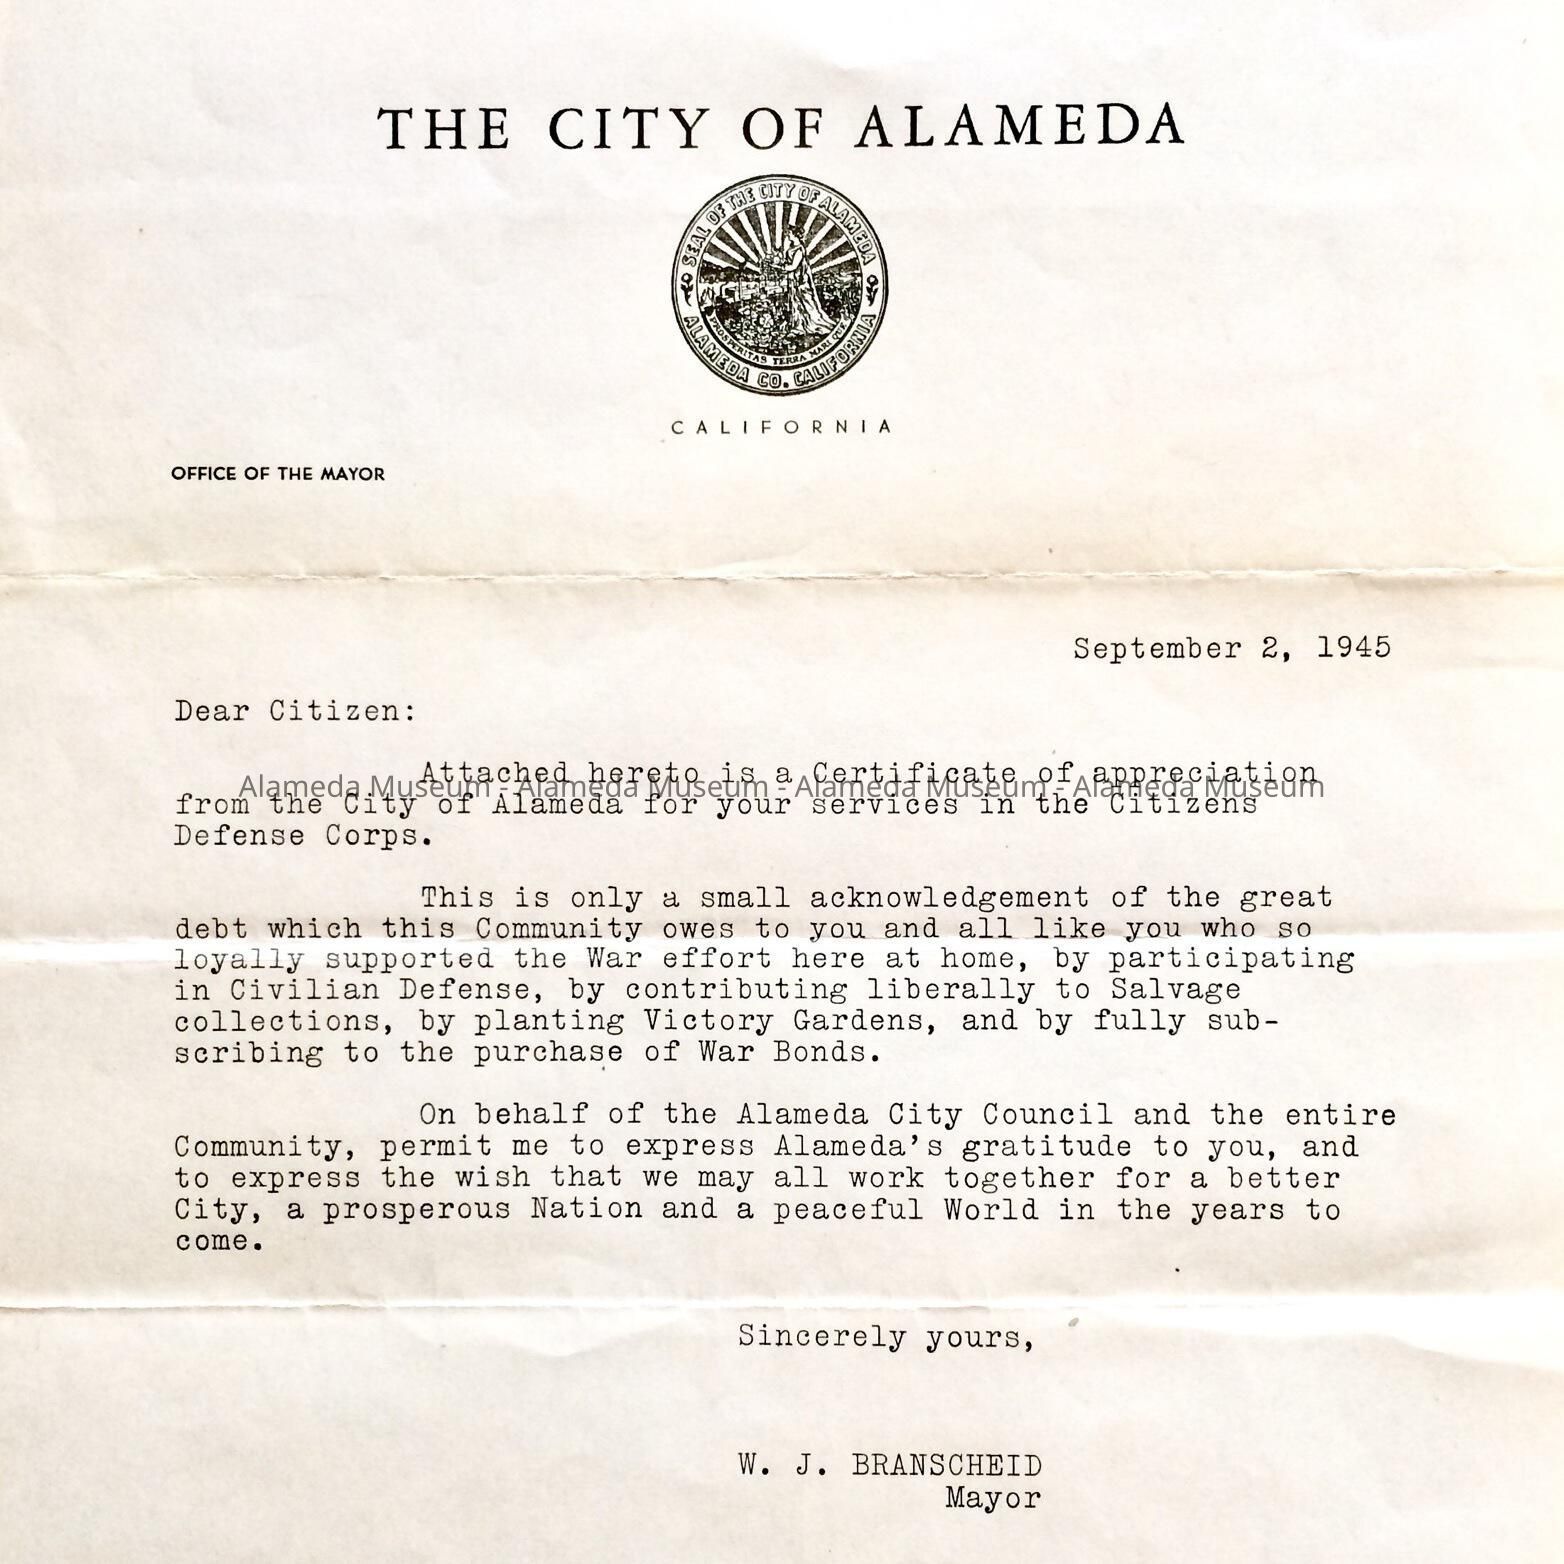 THE CITY OF ALAMEDA
SEAL OF THE CITY OF ALAMEDA
PROSPERITAS TERRA MARI QUE
ALAMEDA CO. CALIFORNIA
CALIFORNIA
OFFICE OF THE MAYOR
September 2, 1945
Dear Citizen:
Attached hereto is a Certificate of appreciation
Alameda Museum - Alameda Museum - Alameda Museum - Alameda Museum
from the City of Alameda for your services in the Citizens
Defense Corps.
This is only a small acknowledgement of the great
debt which this Community owes to you and all like you who so
loyally supported the War effort here at home, by participating
in Civilian Defense, by contributing liberally to Salvage
collections, by planting Victory Gardens, and by fully sub-
scribing to the purchase of War Bonds.
On behalf of the Alameda City Council and the entire
Community, permit me to express Alameda's gratitude to you, and
to express the wish that we may all work together for a better
City, a prosperous Nation and a peaceful World in the years to
come.
Sincerely yours,
W. J. BRANSCHEID
Mayor